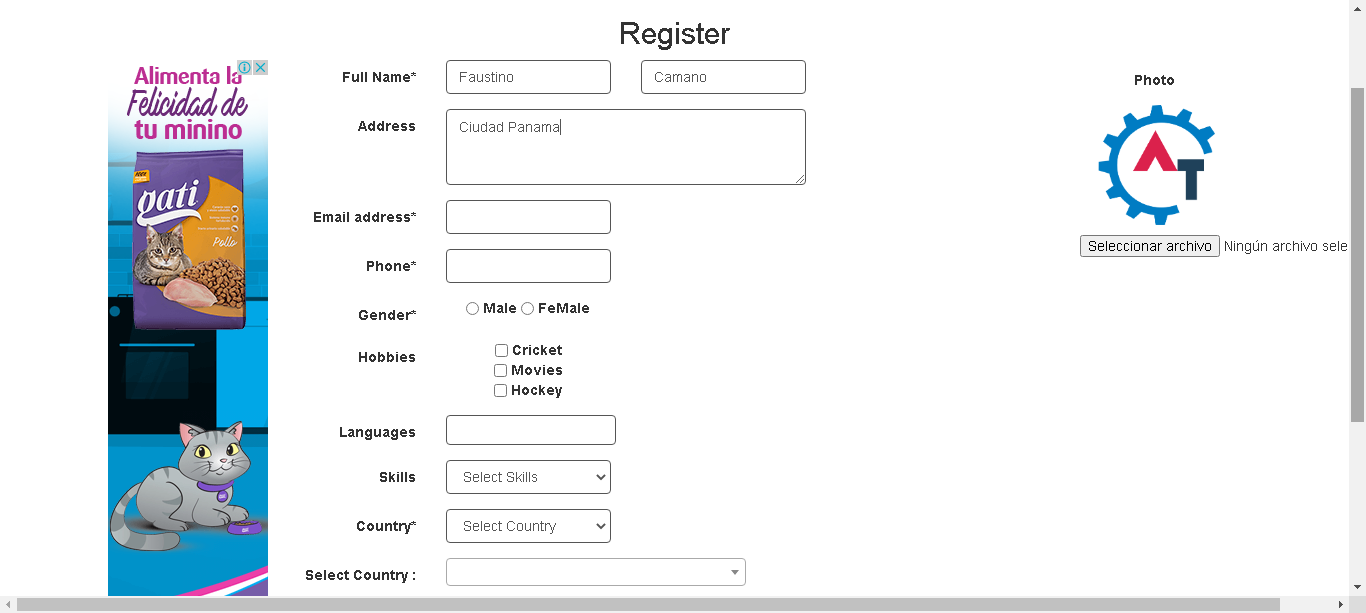 Register
Alimenta la
Felicidad de
tu minino
gati
Pollo
Full Name*
Faustino
Camano
Address
Ciudad Panama
Email address*
Phone*
Gender*
Male
FeMale
Hobbies
Cricket
Movies
Hockey
Languages
Skills
Select Skills
Country*
Select Country
Select Country :
Photo
AT
Seleccionar archivo
Ningún archivo sele